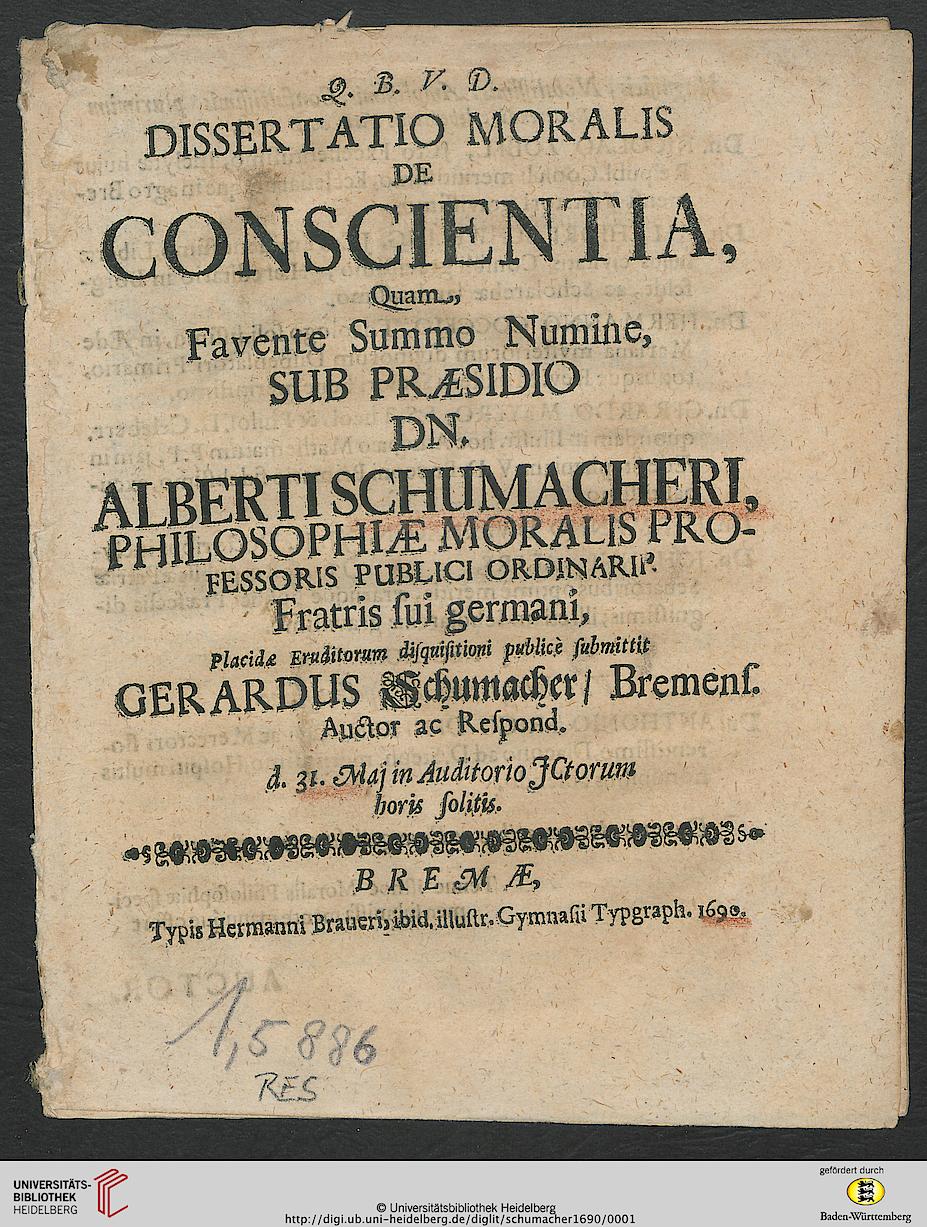 Q. B. V. D.
DISSERTATIO MORALIS
DE
CONSCIENTIA,
Quam,
Favente Summo Numine,
SUB PRÆSIDIO
DN.
ALBERTI SCHUMACHERI,
PHILOSOPHIÆ MORALIS PRO-
FESSORIS PUBLICI ORDINARII,
Fratris ſui germani,
Placidæ Eruditorum diſquiſitioni publicè ſubmittit
GERARDUS Schumacher/ Bremenſ.
Auctor ac Reſpond.
d. 31. Maj in Auditorio JCtorum
horis ſolitis.
BREMÆ,
Typis Hermanni Braueri, ibid. illuſtr. Gymnaſii Typgraph. 1690.
1,5 886
RES
UNIVERSITÄTS-
BIBLIOTHEK
HEIDELBERG
© Universitätsbibliothek Heidelberg
http://digi.ub.uni-heidelberg.de/diglit/schumacher1690/0001
gefördert durch
Baden-Württemberg